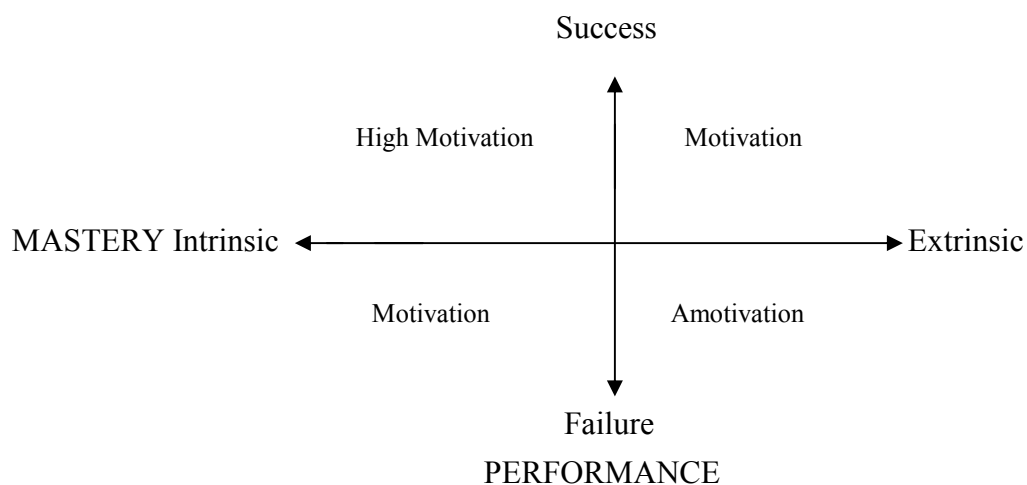 Success
High Motivation
Motivation
MASTERY Intrinsic
Extrinsic
Motivation
Amotivation
Failure
PERFORMANCE